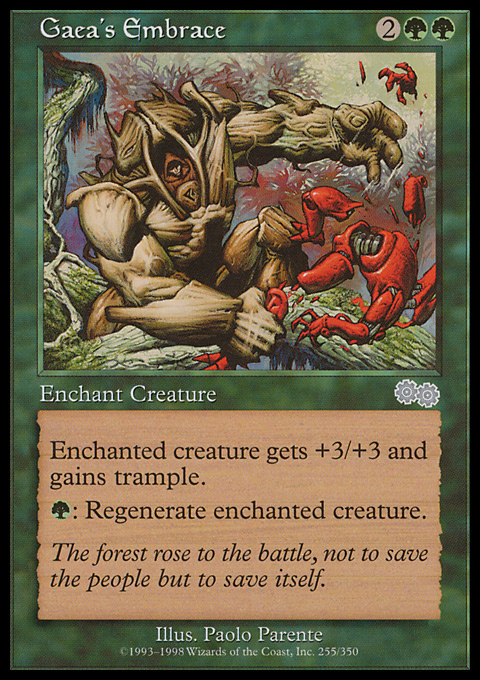 Gaea's Embrace 2
Enchant Creature
Enchanted creature gets +3/+3 and
gains trample.
: Regenerate enchanted creature.
The forest rose to the battle, not to save
the people but to save itself.
Illus. Paolo Parente
©1993–1998 Wizards of the Coast, Inc. 255/350